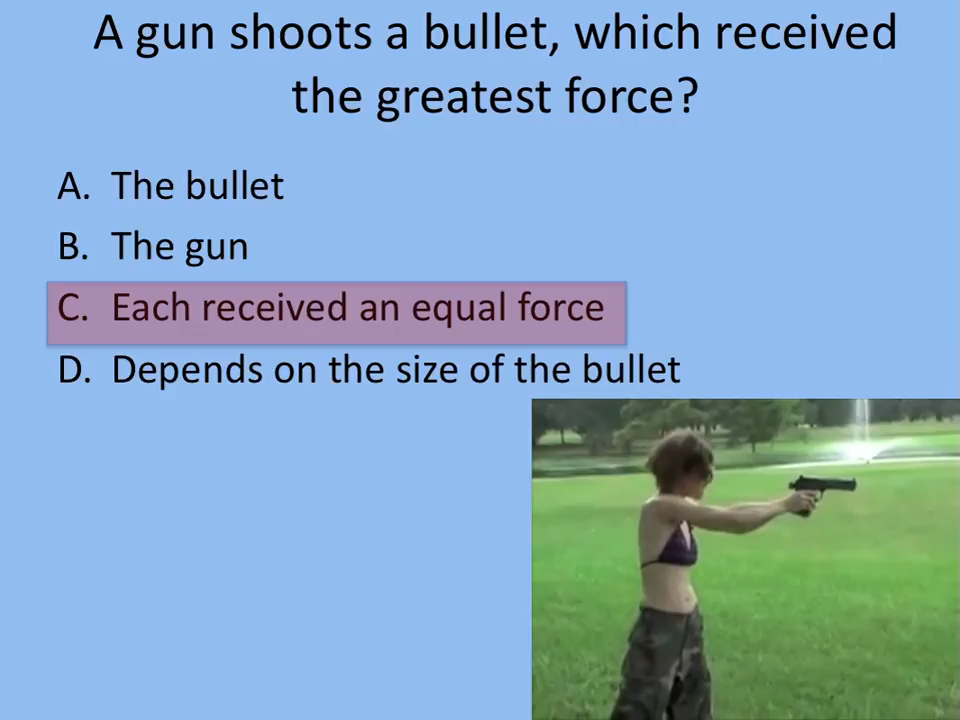 A gun shoots a bullet, which received
the greatest force?
A. The bullet
B. The gun
C. Each received an equal force
D. Depends on the size of the bullet